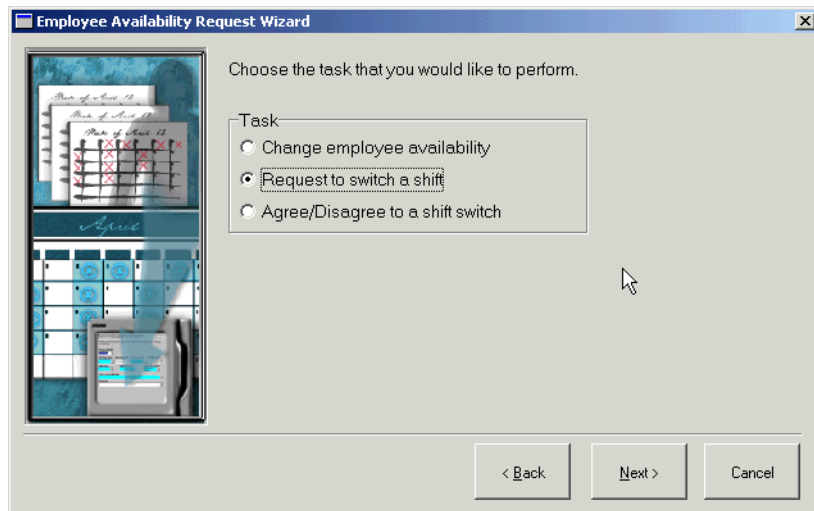 Employee Availability Request Wizard
Choose the task that you would like to perform.
Task
Change employee availability
Request to switch a shift
Agree/Disagree to a shift switch
April
< Back
Next >
Cancel